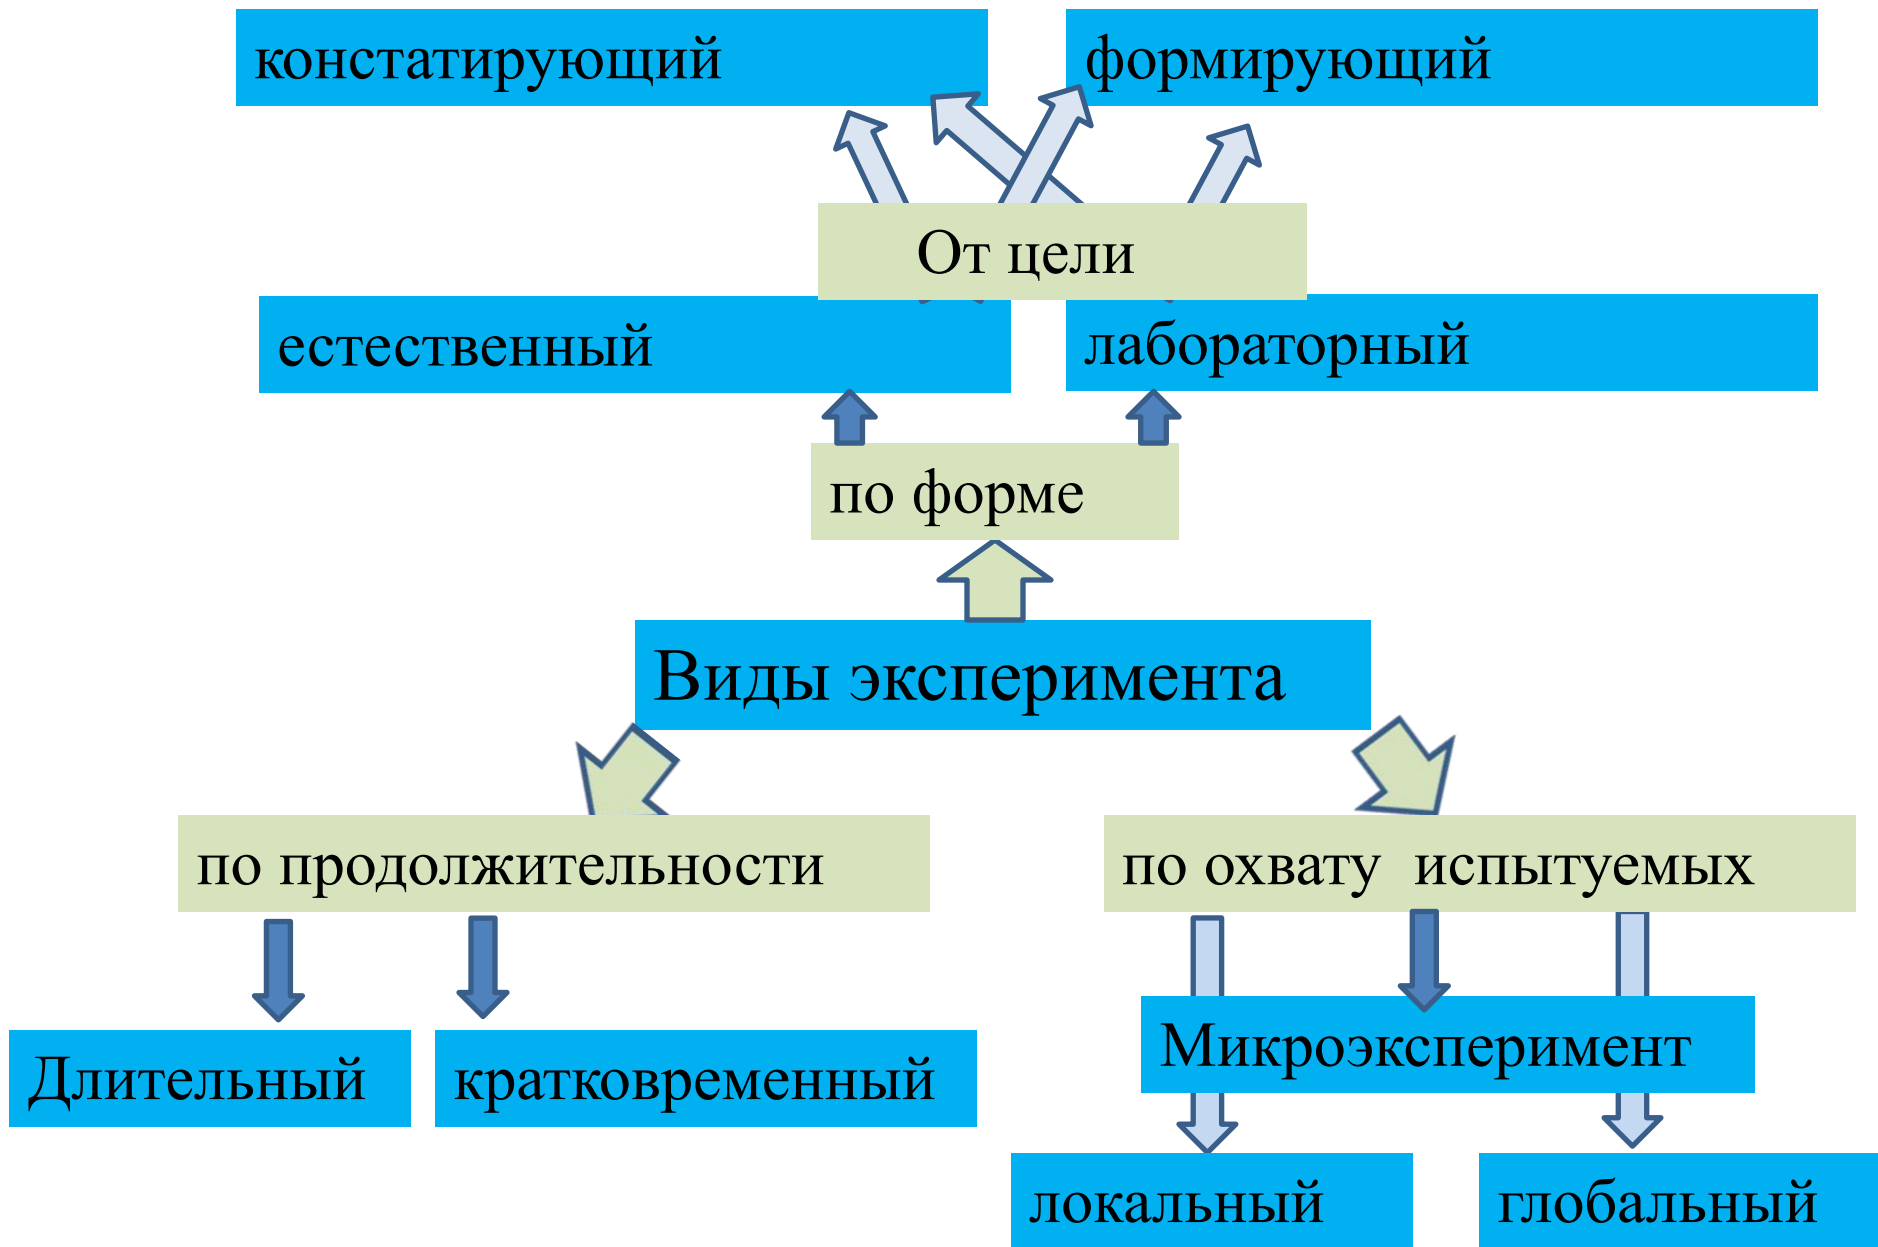 констатирующий
формирующий
От цели
естественный
лабораторный
по форме
Виды эксперимента
по продолжительности
по охвату испытуемых
Микроэксперимент
Длительный
кратковременный
локальный
глобальный